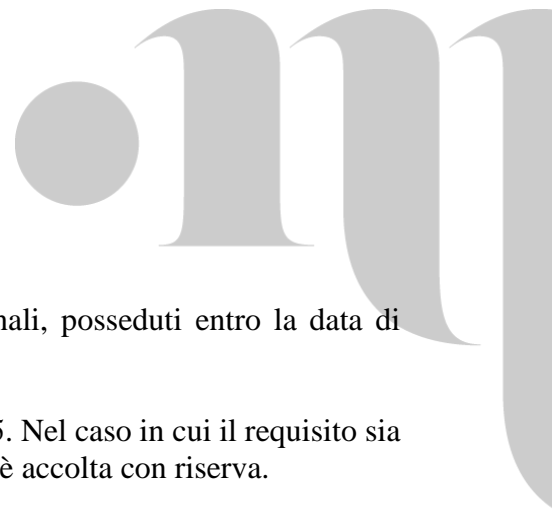 nali, posseduti entro la data di
5. Nel caso in cui il requisito sia
è accolta con riserva.